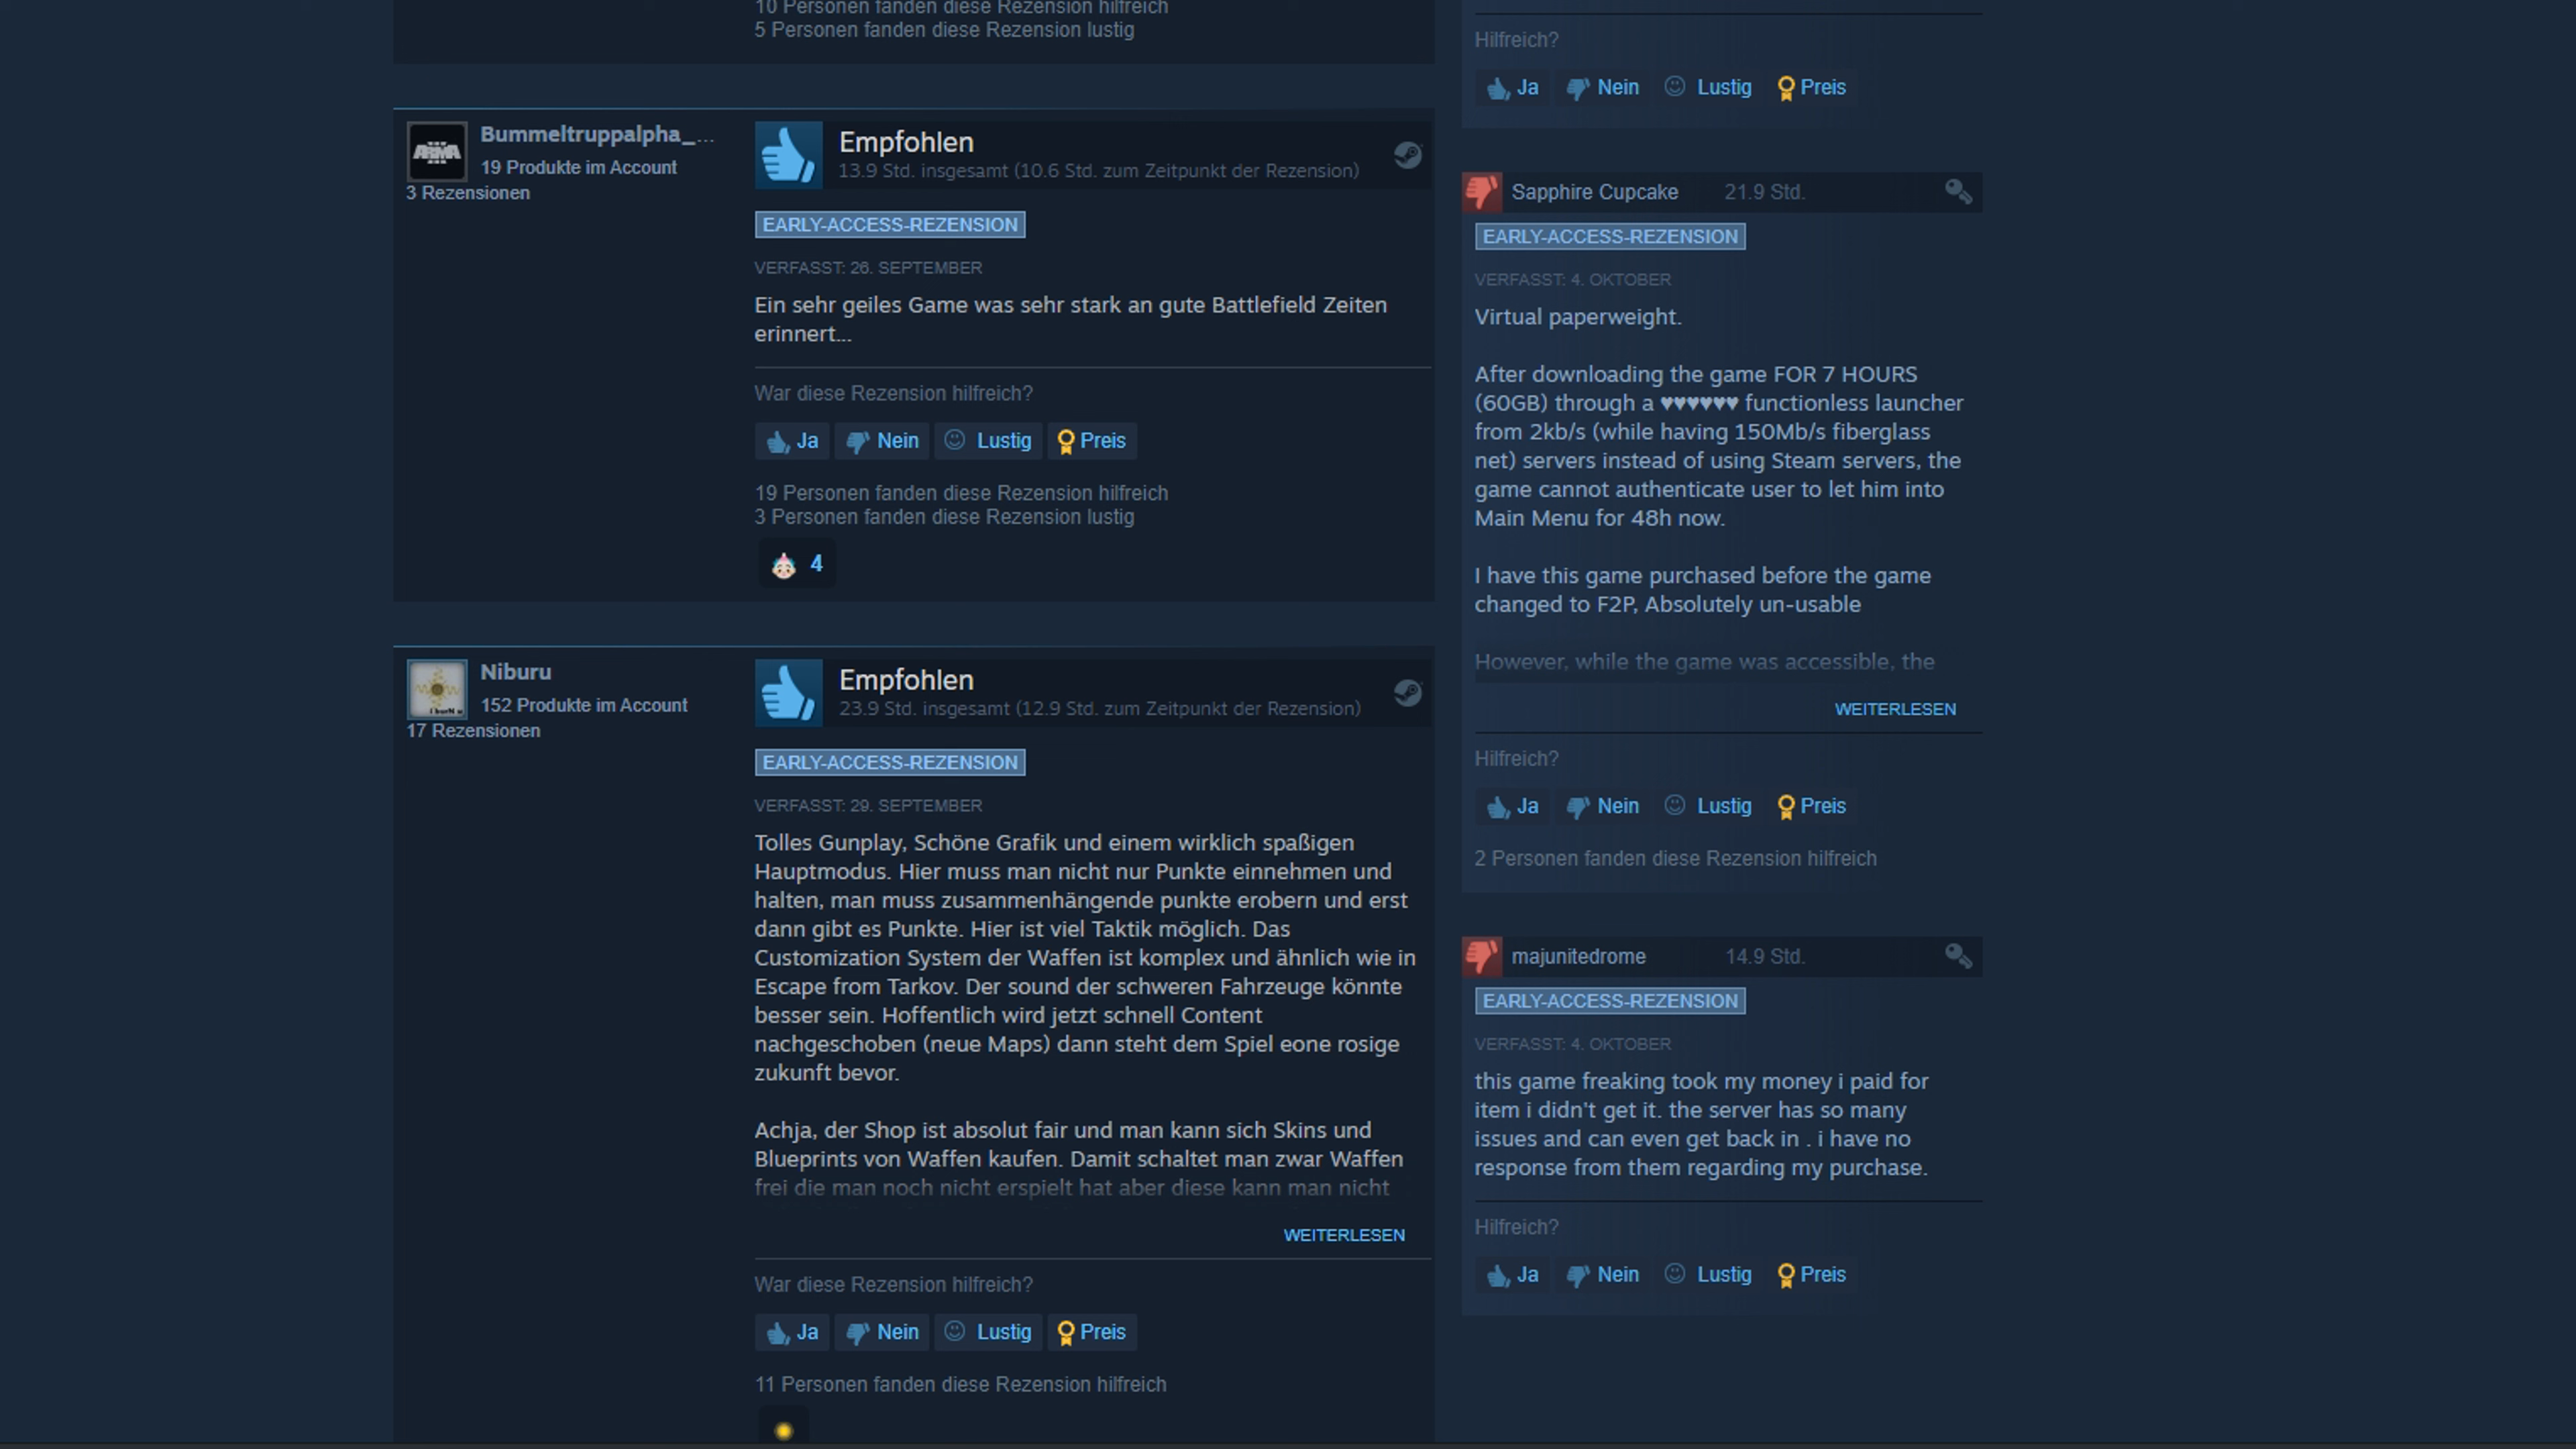 10 Personen fanden diese Rezension hilfreich
5 Personen fanden diese Rezension lustig
Bummeltruppalpha_...
19 Produkte im Account
3 Rezensionen
Empfohlen
13.9 Std. insgesamt (10.6 Std. zum Zeitpunkt der Rezension)
EARLY-ACCESS-REZENSION
VERFASST: 26. SEPTEMBER
Ein sehr geiles Game was sehr stark an gute Battlefield Zeiten
erinnert...
War diese Rezension hilfreich?
Ja Nein Lustig Preis
19 Personen fanden diese Rezension hilfreich
3 Personen fanden diese Rezension lustig
4
Niburu
152 Produkte im Account
17 Rezensionen
Empfohlen
23.9 Std. insgesamt (12.9 Std. zum Zeitpunkt der Rezension)
EARLY-ACCESS-REZENSION
VERFASST: 29. SEPTEMBER
Tolles Gunplay, Schöne Grafik und einem wirklich spaßigen
Hauptmodus. Hier muss man nicht nur Punkte einnehmen und
halten, man muss zusammenhängende punkte erobern und erst
dann gibt es Punkte. Hier ist viel Taktik möglich. Das
Customization System der Waffen ist komplex und ähnlich wie in
Escape from Tarkov. Der sound der schweren Fahrzeuge könnte
besser sein. Hoffentlich wird jetzt schnell Content
nachgeschoben (neue Maps) dann steht dem Spiel eone rosige
zukunft bevor.
Achja, der Shop ist absolut fair und man kann sich Skins und
Blueprints von Waffen kaufen. Damit schaltet man zwar Waffen
frei die man noch nicht erspielt hat aber diese kann man nicht
WEITERLESEN
War diese Rezension hilfreich?
Ja Nein Lustig Preis
11 Personen fanden diese Rezension hilfreich
Hilfreich?
Ja Nein Lustig Preis
Sapphire Cupcake 21.9 Std.
EARLY-ACCESS-REZENSION
VERFASST: 4. OKTOBER
Virtual paperweight.
After downloading the game FOR 7 HOURS
(60GB) through a ♥♥♥♥♥♥ functionless launcher
from 2kb/s (while having 150Mb/s fiberglass
net) servers instead of using Steam servers, the
game cannot authenticate user to let him into
Main Menu for 48h now.
I have this game purchased before the game
changed to F2P, Absolutely un-usable
However, while the game was accessible, the
WEITERLESEN
Hilfreich?
Ja Nein Lustig Preis
2 Personen fanden diese Rezension hilfreich
majunitedrome 14.9 Std.
EARLY-ACCESS-REZENSION
VERFASST: 4. OKTOBER
this game freaking took my money i paid for
item i didn't get it. the server has so many
issues and can even get back in . i have no
response from them regarding my purchase.
Hilfreich?
Ja Nein Lustig Preis